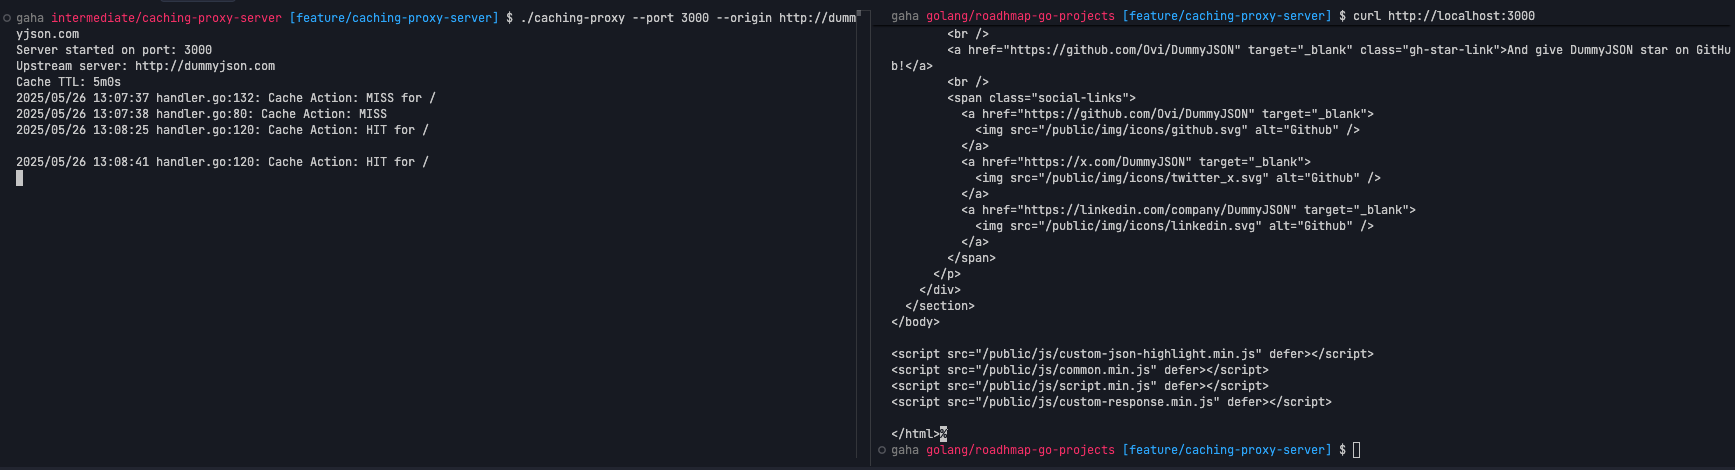 gaha intermediate/caching-proxy-server [feature/caching-proxy-server] $ ./caching-proxy --port 3000 --origin http://dumm
yjson.com
Server started on port: 3000
Upstream server: http://dummyjson.com
Cache TTL: 5m0s
2025/05/26 13:07:37 handler.go:132: Cache Action: MISS for /
2025/05/26 13:07:38 handler.go:80: Cache Action: MISS
2025/05/26 13:08:25 handler.go:120: Cache Action: HIT for /
2025/05/26 13:08:41 handler.go:120: Cache Action: HIT for /
gaha golang/roadhmap-go-projects [feature/caching-proxy-server] $ curl http://localhost:3000
<br />
<a href="https://github.com/Ovi/DummyJSON" target="_blank" class="gh-star-link">And give DummyJSON star on GitHu
b!</a>
<br />
<span class="social-links">
<a href="https://github.com/Ovi/DummyJSON" target="_blank">
<img src="/public/img/icons/github.svg" alt="Github" />
</a>
<a href="https://x.com/DummyJSON" target="_blank">
<img src="/public/img/icons/twitter_x.svg" alt="Github" />
</a>
<a href="https://linkedin.com/company/DummyJSON" target="_blank">
<img src="/public/img/icons/linkedin.svg" alt="Github" />
</a>
</span>
</p>
</div>
</section>
</body>
<script src="/public/js/custom-json-highlight.min.js" defer></script>
<script src="/public/js/common.min.js" defer></script>
<script src="/public/js/script.min.js" defer></script>
<script src="/public/js/custom-response.min.js" defer></script>
</html>%
gaha golang/roadhmap-go-projects [feature/caching-proxy-server] $